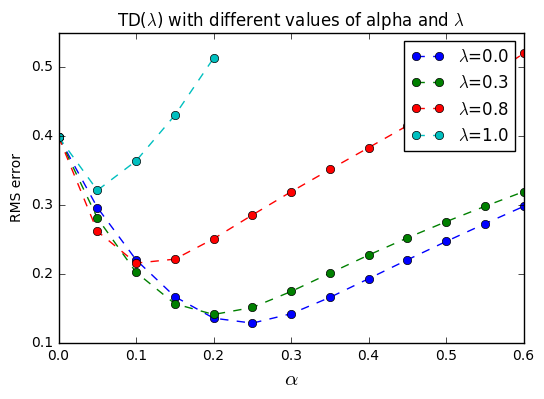 TD(λ) with different values of alpha and λ
λ=0.0
λ=0.3
λ=0.8
λ=1.0
RMS error
0.5
0.4
0.3
0.2
0.1
0.0 0.1 0.2 0.3 0.4 0.5 0.6
α